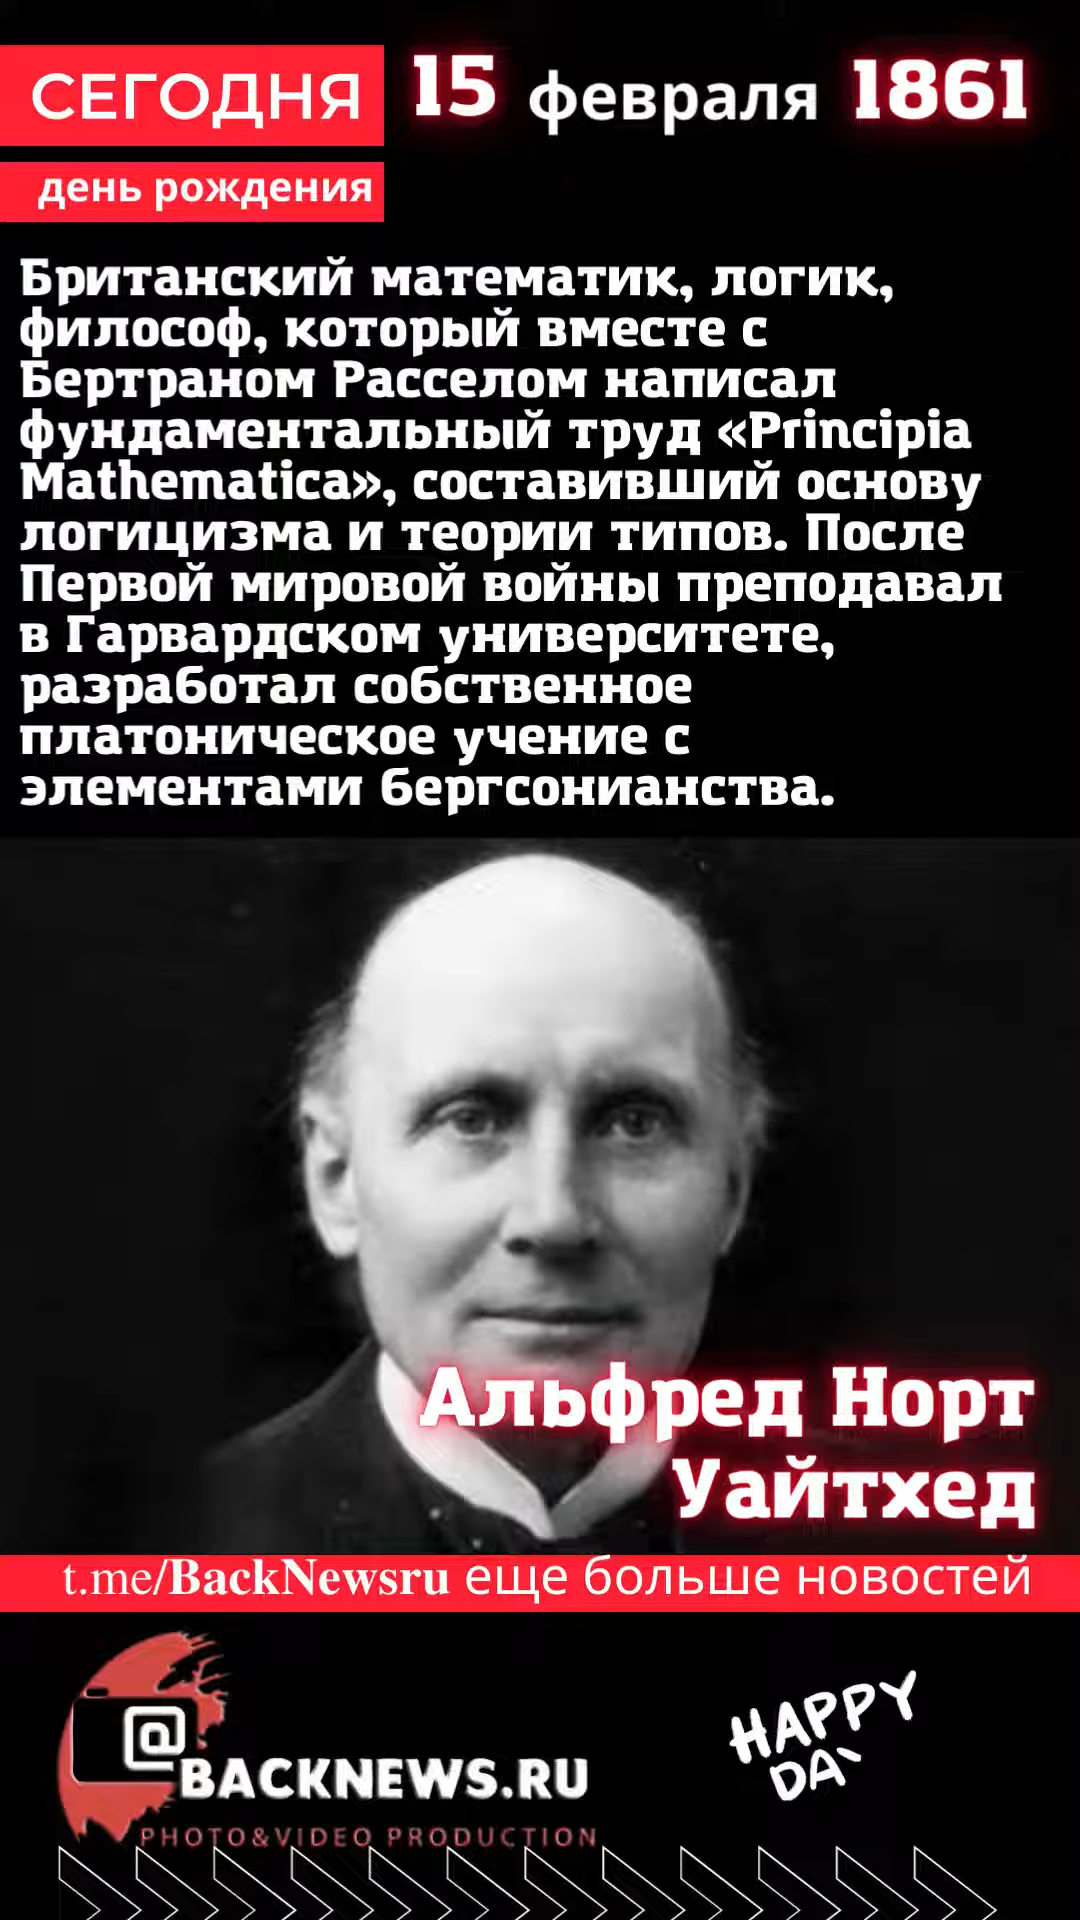 СЕГОДНЯ 15 февраля 1861
день рождения
Британский математик, логик,
философ, который вместе с
Бертраном Расселом написал
фундаментальный труд «Principia
Mathematica», составивший основу
логицизма и теории типов. После
Первой мировой войны преподавал
в Гарвардском университете,
разработал собственное
платоническое учение с
элементами бергсонианства.
Альфред Норт
Уайтхед
t.me/BackNewsru еще больше новостей
@
BACKNEWS.RU
PHOTO&VIDEO PRODUCTION
HAPPY
DA